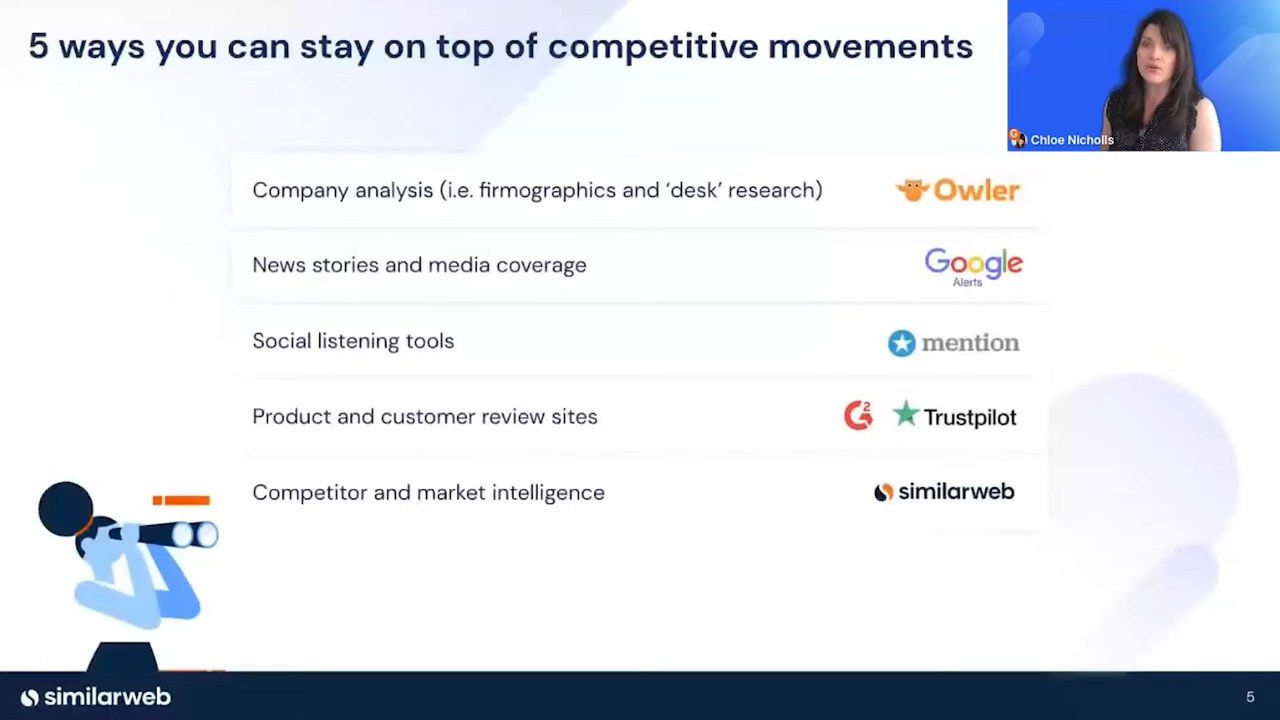 5 ways you can stay on top of competitive movements
Chloe Nicholls
Company analysis (i.e. firmographics and ‘desk’ research)
Owler
News stories and media coverage
Google
Alerts
Social listening tools
mention
Product and customer review sites
G2
Trustpilot
Competitor and market intelligence
similarweb
similarweb
5